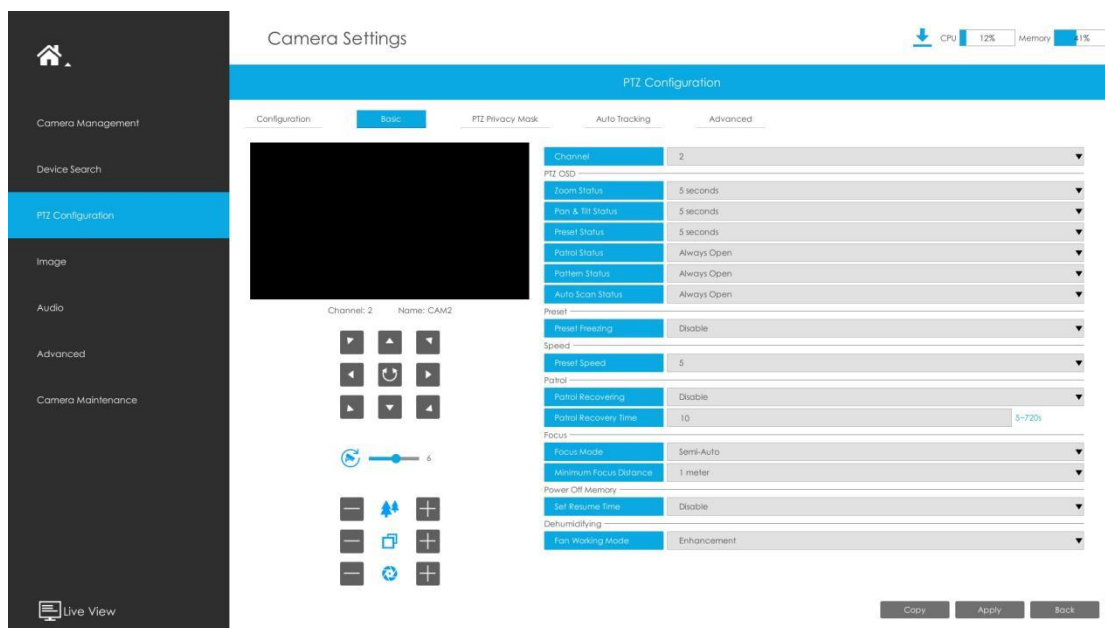 Camera Settings
CPU 12% Memory 41%
PTZ Configuration
Camera Management
Device Search
PTZ Configuration
Image
Audio
Advanced
Camera Maintenance
Live View
Configuration Basic PTZ Privacy Mask Auto Tracking Advanced
Channel: 2 Name: CAM2
6
Channel 2
PTZ OSD
Zoom Status 5 seconds
Pan & Tilt Status 5 seconds
Preset Status 5 seconds
Patrol Status Always Open
Pattern Status Always Open
Auto Scan Status Always Open
Preset
Preset Freezing Disable
Speed
Preset Speed 5
Patrol
Patrol Recovering Disable
Patrol Recovery Time 10 5~720s
Focus
Focus Mode Semi-Auto
Minimum Focus Distance 1 meter
Power Off Memory
Set Resume Time Disable
Dehumidifying
Fan Working Mode Enhancement
Copy Apply Back